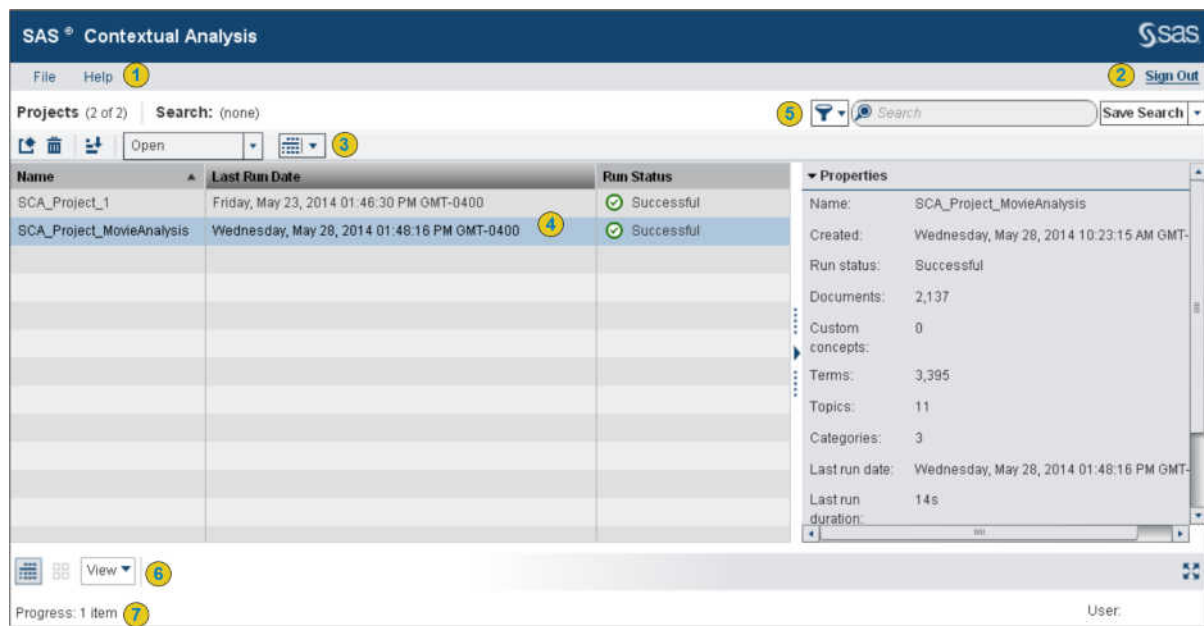 SAS ® Contextual Analysis
sas
File Help 1
2 Sign Out
Projects (2 of 2) Search: (none)
5 Search Save Search
Open 3
Name Last Run Date Run Status
SCA_Project_1 Friday, May 23, 2014 01:46:30 PM GMT-0400 Successful
SCA_Project_MovieAnalysis Wednesday, May 28, 2014 01:48:16 PM GMT-0400 4 Successful
Properties
Name: SCA_Project_MovieAnalysis
Created: Wednesday, May 28, 2014 10:23:15 AM GMT-
Run status: Successful
Documents: 2,137
Custom 0
concepts:
Terms: 3,395
Topics: 11
Categories: 3
Last run date: Wednesday, May 28, 2014 01:48:16 PM GMT-
Last run 14s
duration:
View 6
Progress: 1 item 7
User: